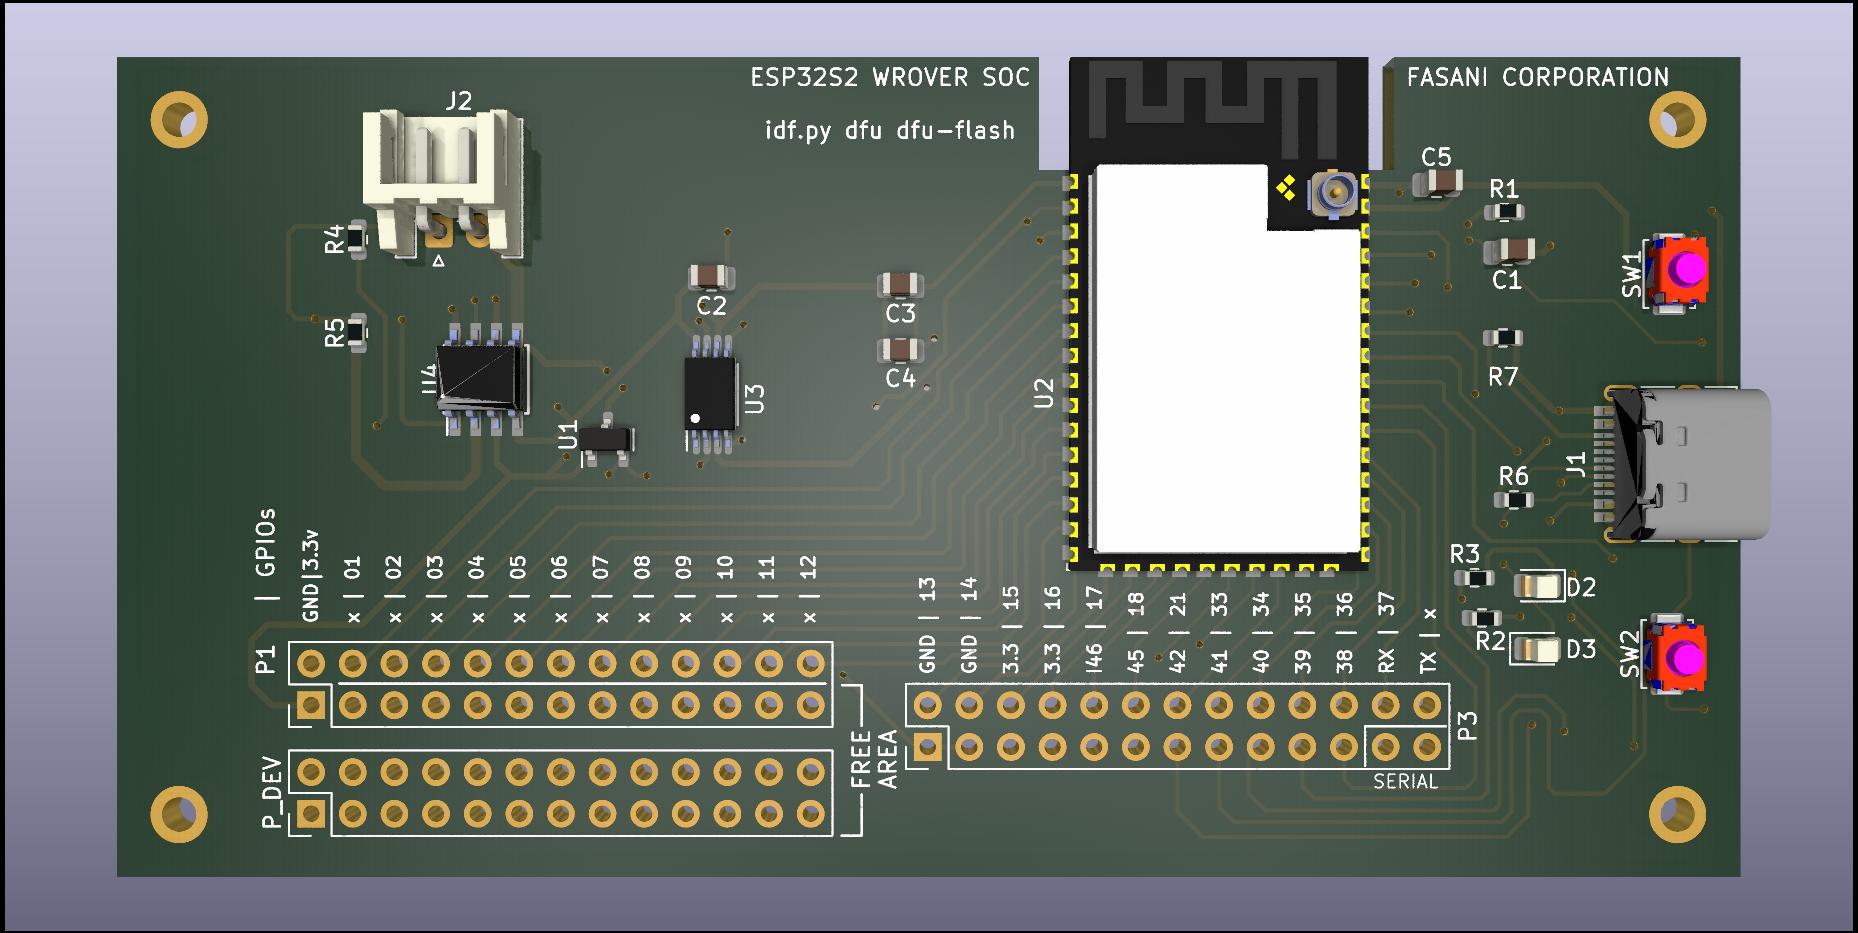 ESP32S2 WROVER SOC
FASANI CORPORATION
idf.py dfu dfu-flash
J2
C5
R1
R4
SW1
C1
C2
C3
R5
R7
C4
U4
U2
U3
U1
J1
R6
| GPIOs
GND|3.3v
x | 01
x | 02
x | 03
x | 04
x | 05
x | 06
x | 07
x | 08
x | 09
x | 10
x | 11
x | 12
GND | 13
GND | 14
3.3 | 15
3.3 | 16
I46 | 17
45 | 18
42 | 21
41 | 33
40 | 34
39 | 35
38 | 36
RX | 37
TX | x
R3
D2
R2
D3
SW2
P1
P3
FREE
AREA
P_DEV
SERIAL